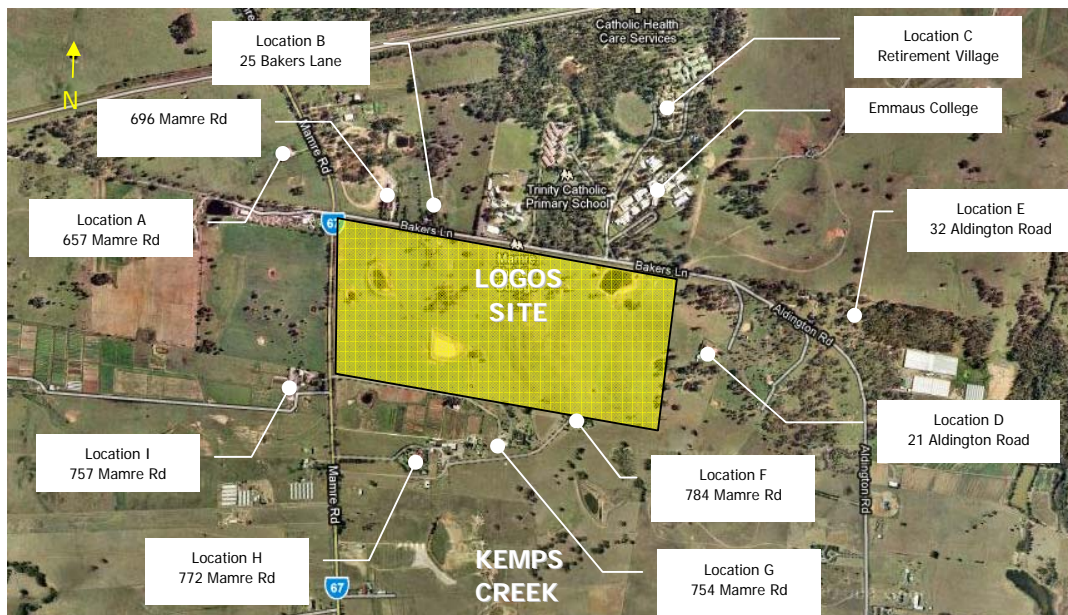 Catholic Health
Care Services
Location B
25 Bakers Lane
Location C
Retirement Village
N
696 Mamre Rd
Mamre Rd
Emmaus College
Trinity Catholic
Primary School
Location A
657 Mamre Rd
67
Bakers Ln
Location E
32 Aldington Road
Mamre
Bakers Ln
LOGOS
SITE
Aldington Rd
Location D
21 Aldington Road
Location I
757 Mamre Rd
Location F
784 Mamre Rd
Aldington Rd
Mamre Rd
Location H
772 Mamre Rd
KEMPS
CREEK
Location G
754 Mamre Rd
67